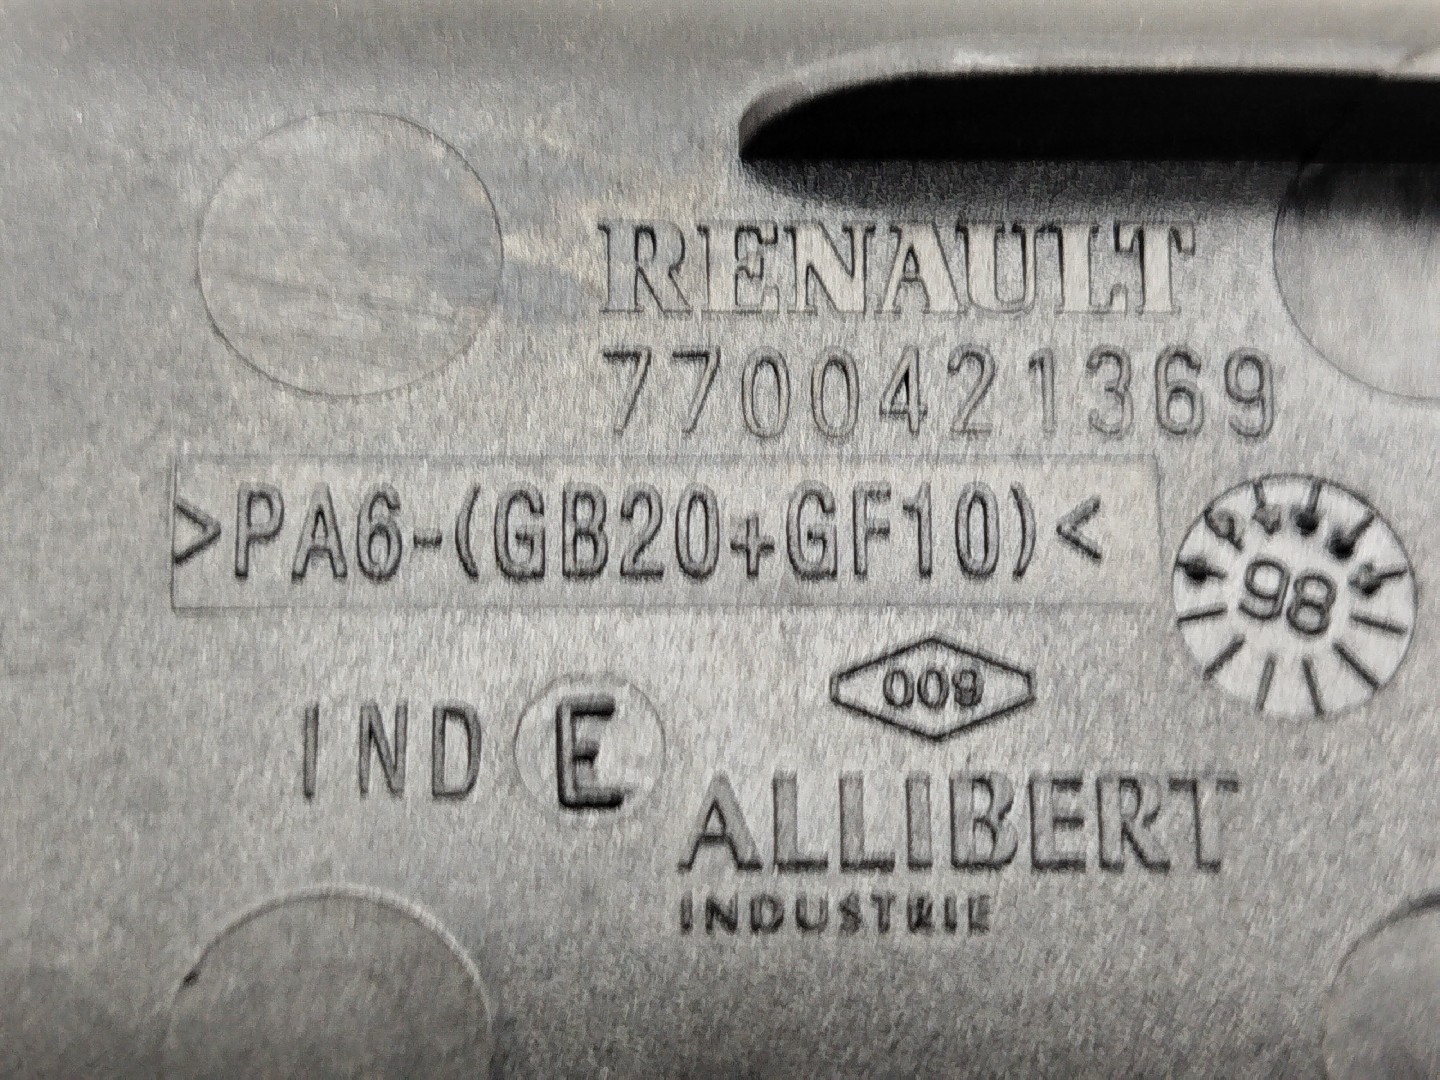 RENAULT
7700421369
>PA6-(GB20+GF10)<
98
009
IND E
ALLIBERT
INDUSTRIE